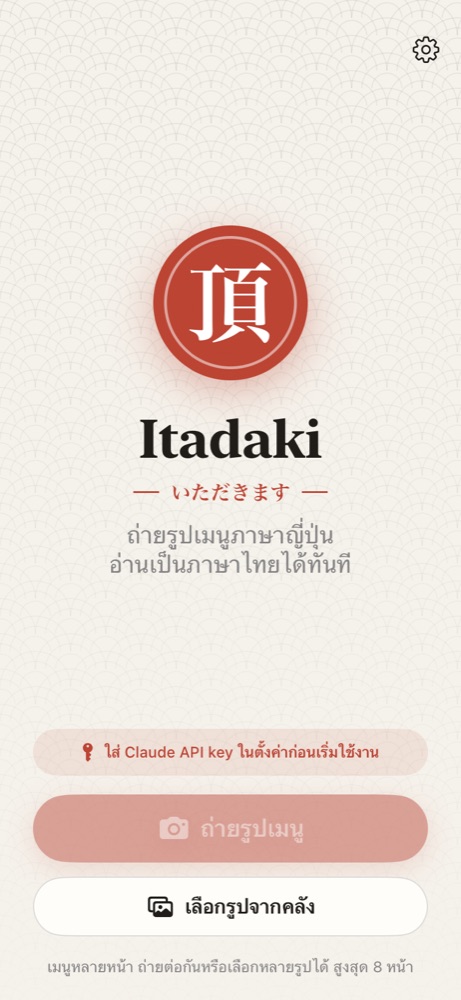 頂
Itadaki
いただきます
ถ่ายรูปเมนูภาษาญี่ปุ่น
อ่านเป็นภาษาไทยได้ทันที
ใส่ Claude API key ในตั้งค่าก่อนเริ่มใช้งาน
ถ่ายรูปเมนู
เลือกรูปจากคลัง
เมนูหลายหน้า ถ่ายต่อกันหรือเลือกหลายรูปได้ สูงสุด 8 หน้า